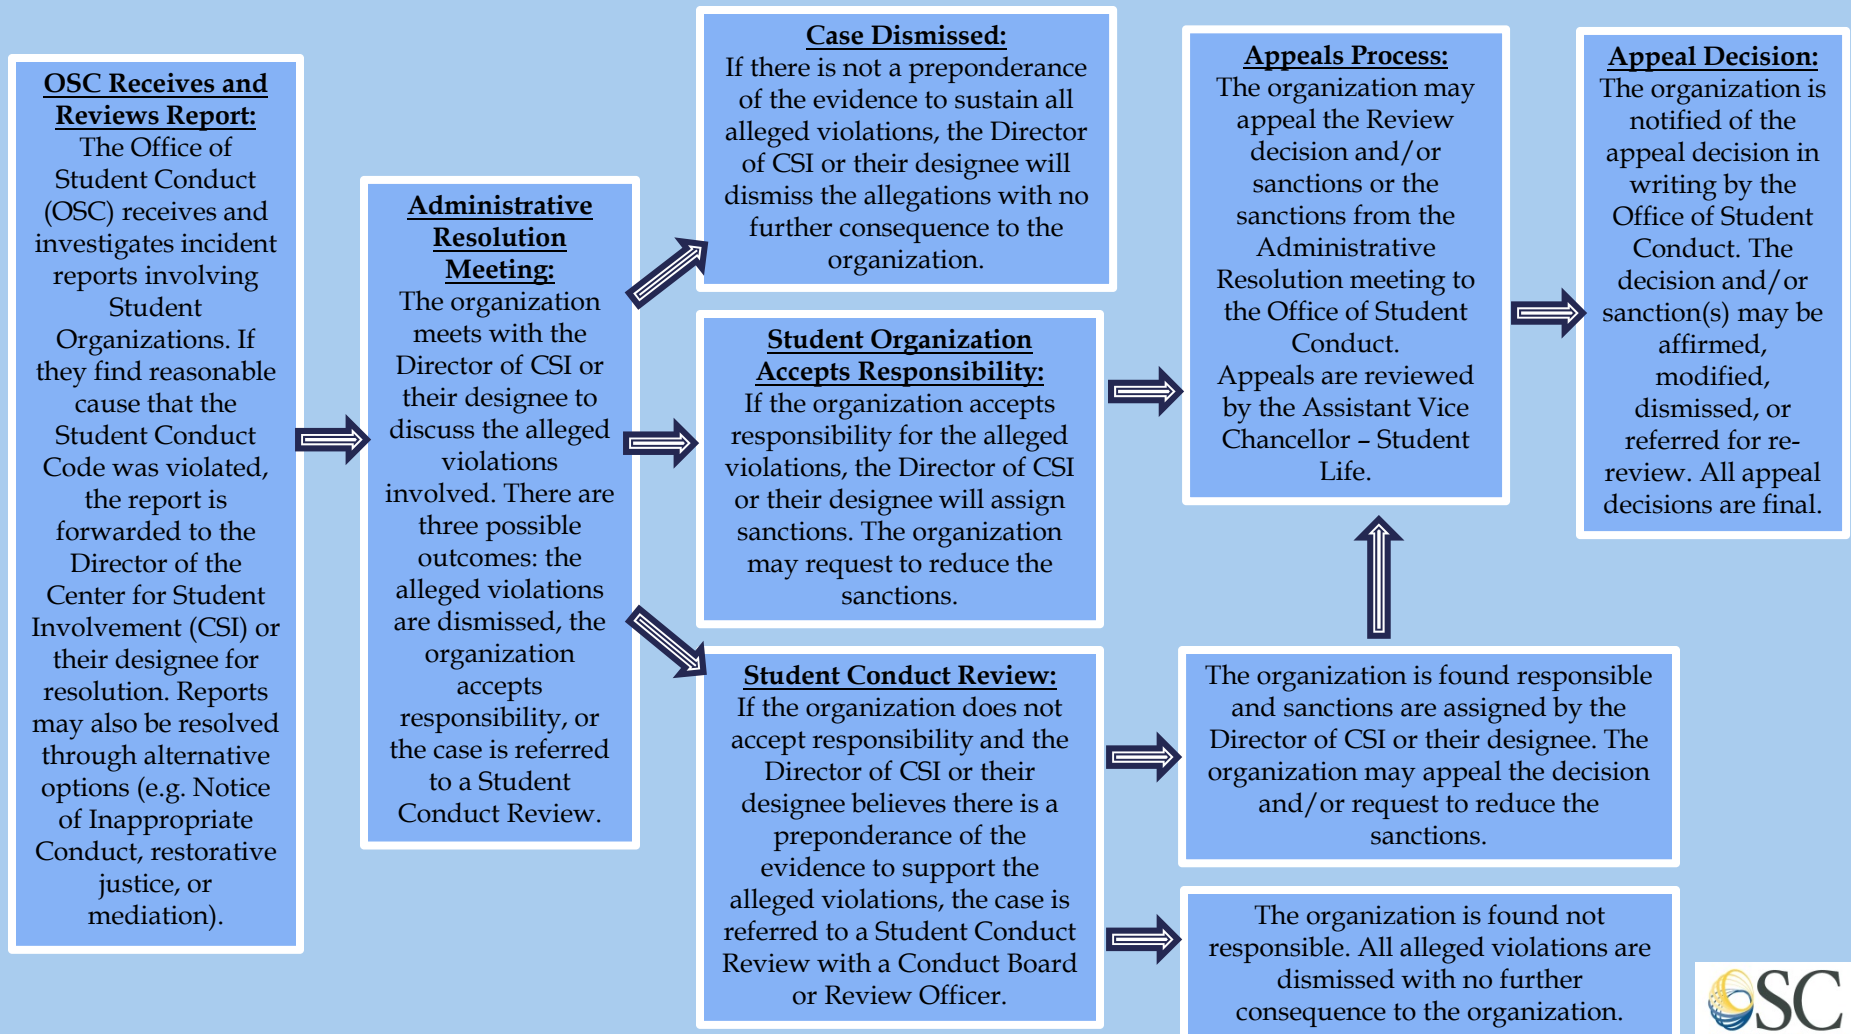 OSC Receives and
Reviews Report:
The Office of
Student Conduct
(OSC) receives and
investigates incident
reports involving
Student
Organizations. If
they find reasonable
cause that the
Student Conduct
Code was violated,
the report is
forwarded to the
Director of the
Center for Student
Involvement (CSI) or
their designee for
resolution. Reports
may also be resolved
through alternative
options (e.g. Notice
of Inappropriate
Conduct, restorative
justice, or
mediation).
Administrative
Resolution
Meeting:
The organization
meets with the
Director of CSI or
their designee to
discuss the alleged
violations
involved. There are
three possible
outcomes: the
alleged violations
are dismissed, the
organization
accepts
responsibility, or
the case is referred
to a Student
Conduct Review.
Case Dismissed:
If there is not a preponderance
of the evidence to sustain all
alleged violations, the Director
of CSI or their designee will
dismiss the allegations with no
further consequence to the
organization.
Student Organization
Accepts Responsibility:
If the organization accepts
responsibility for the alleged
violations, the Director of CSI
or their designee will assign
sanctions. The organization
may request to reduce the
sanctions.
Student Conduct Review:
If the organization does not
accept responsibility and the
Director of CSI or their
designee believes there is a
preponderance of the
evidence to support the
alleged violations, the case is
referred to a Student Conduct
Review with a Conduct Board
or Review Officer.
Appeals Process:
The organization may
appeal the Review
decision and/or
sanctions or the
sanctions from the
Administrative
Resolution meeting to
the Office of Student
Conduct.
Appeals are reviewed
by the Assistant Vice
Chancellor – Student
Life.
Appeal Decision:
The organization is
notified of the
appeal decision in
writing by the
Office of Student
Conduct. The
decision and/or
sanction(s) may be
affirmed,
modified,
dismissed, or
referred for re-
review. All appeal
decisions are final.
The organization is found responsible
and sanctions are assigned by the
Director of CSI or their designee. The
organization may appeal the decision
and/or request to reduce the
sanctions.
The organization is found not
responsible. All alleged violations are
dismissed with no further
consequence to the organization.
OSC